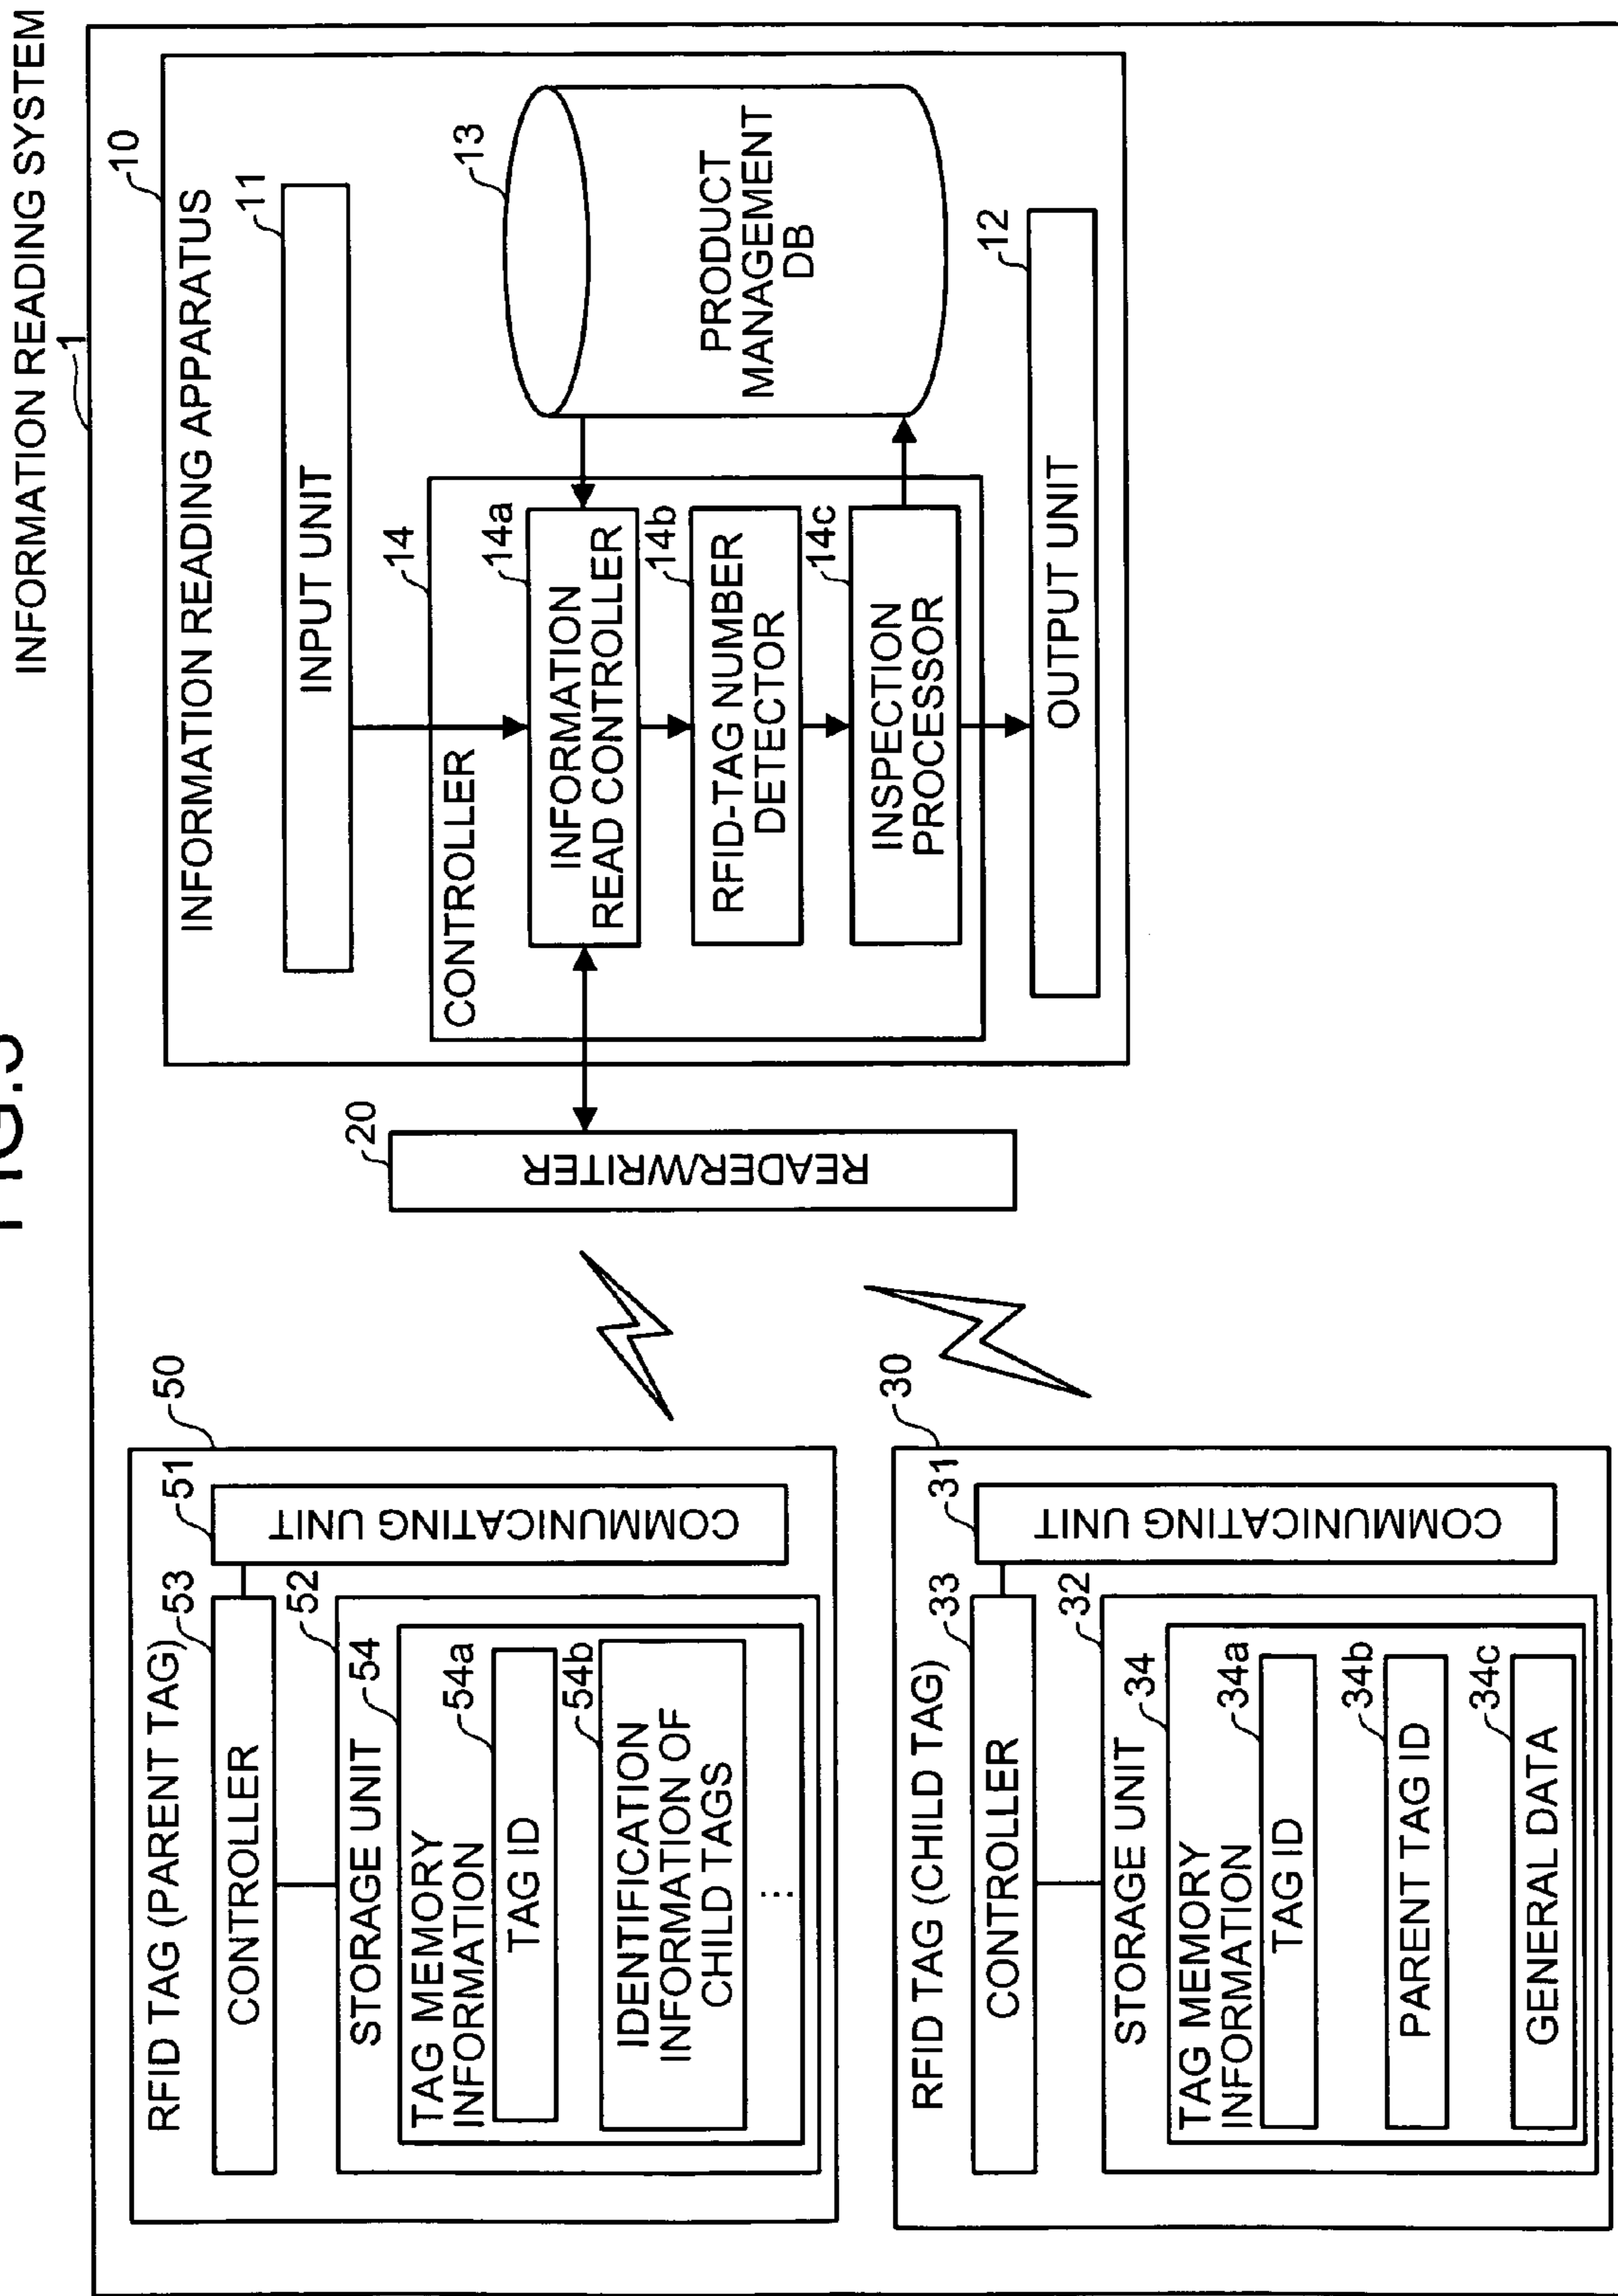 FIG.
INFORMATION READING SYSTEM
1
RFID TAG (PARENT TAG)
50
53
CONTROLLER
51
COMMUNICATING UNIT
52
STORAGE UNIT
54
TAG MEMORY
INFORMATION
54a
TAG ID
54b
IDENTIFICATION
INFORMATION OF
CHILD TAGS
...
RFID TAG (CHILD TAG)
30
33
CONTROLLER
31
COMMUNICATING UNIT
32
STORAGE UNIT
34
TAG MEMORY
INFORMATION
34a
TAG ID
34b
PARENT TAG ID
34c
GENERAL DATA
20
READER/WRITER
10
INFORMATION READING APPARATUS
11
INPUT UNIT
14
CONTROLLER
14a
INFORMATION
READ CONTROLLER
14b
RFID-TAG NUMBER
DETECTOR
14c
INSPECTION
PROCESSOR
13
PRODUCT
MANAGEMENT
DB
12
OUTPUT UNIT